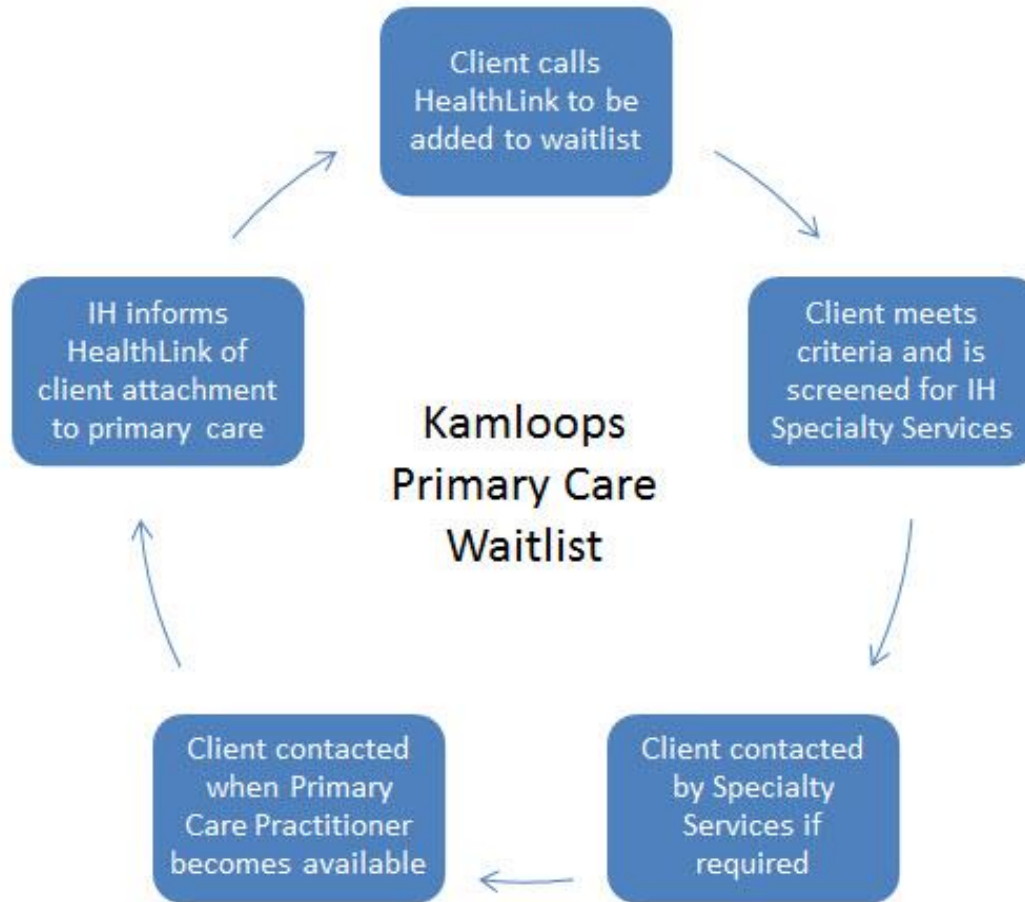 Client calls
HealthLink to be
added to waitlist
Client meets
criteria and is
screened for IH
Specialty Services
Client contacted
by Specialty
Services if
required
Client contacted
when Primary
Care Practitioner
becomes available
IH informs
HealthLink of
client attachment
to primary care
Kamloops
Primary Care
Waitlist